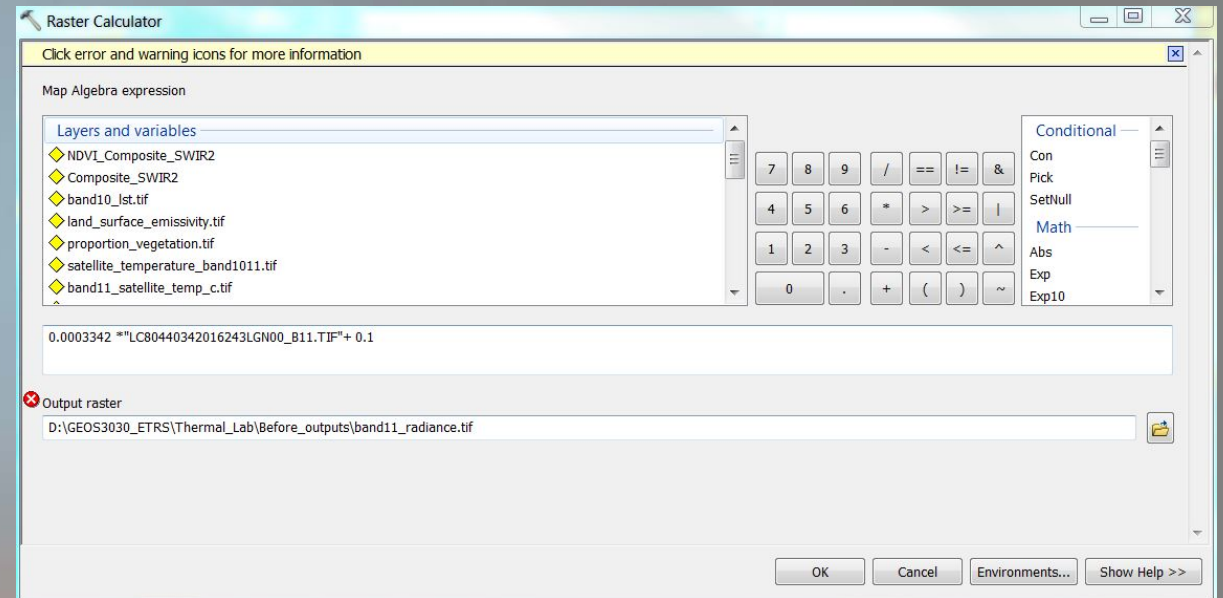 Raster Calculator
Click error and warning icons for more information
Map Algebra expression
Layers and variables
NDVI_Composite_SWIR2
Composite_SWIR2
band10_lst.tif
land_surface_emissivity.tif
proportion_vegetation.tif
satellite_temperature_band1011.tif
band11_satellite_temp_c.tif
7 8 9 / == != &
4 5 6 * > >= |
1 2 3 - < <= ^
0 . + ( ) ~
Conditional
Con
Pick
SetNull
Math
Abs
Exp
Exp10
0.0003342 *"LC80440342016243LGN00_B11.TIF"+ 0.1
Output raster
D:\GEOS3030_ETRS\Thermal_Lab\Before_outputs\band11_radiance.tif
OK Cancel Environments... Show Help >>